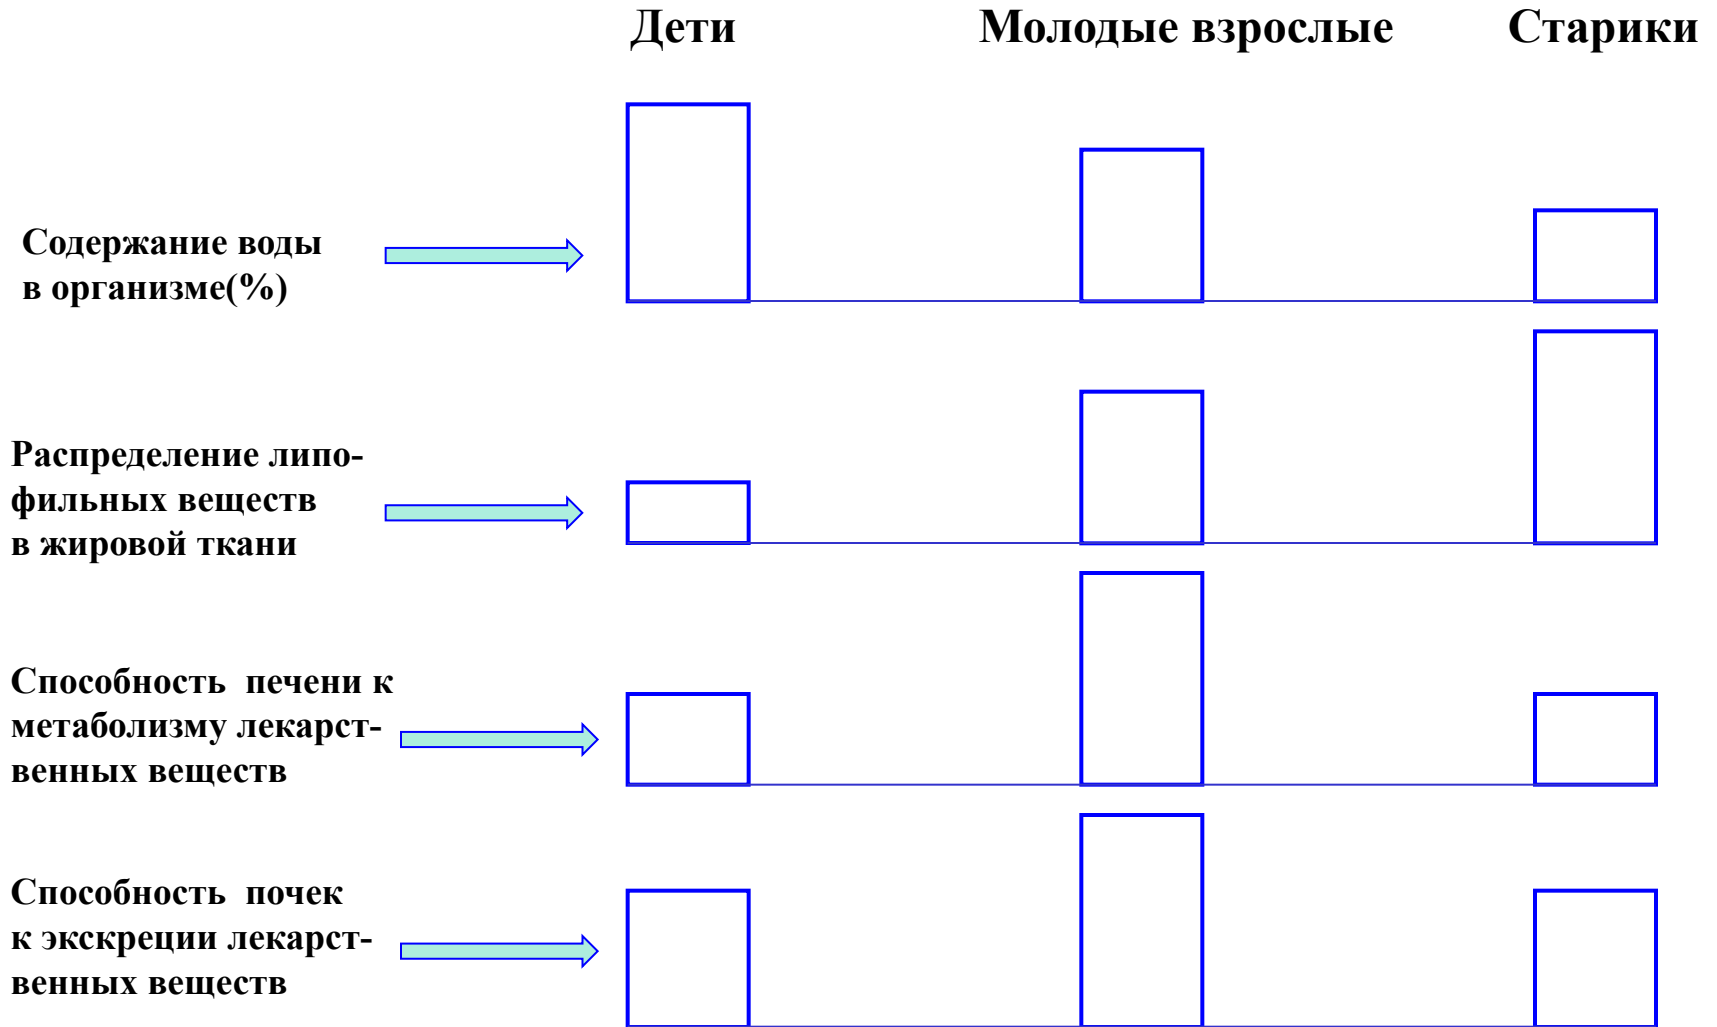 Дети Молодые взрослые Старики
Содержание воды
в организме(%)
Распределение липо-
фильных веществ
в жировой ткани
Способность печени к
метаболизму лекарст-
венных веществ
Способность почек
к экскреции лекарст-
венных веществ